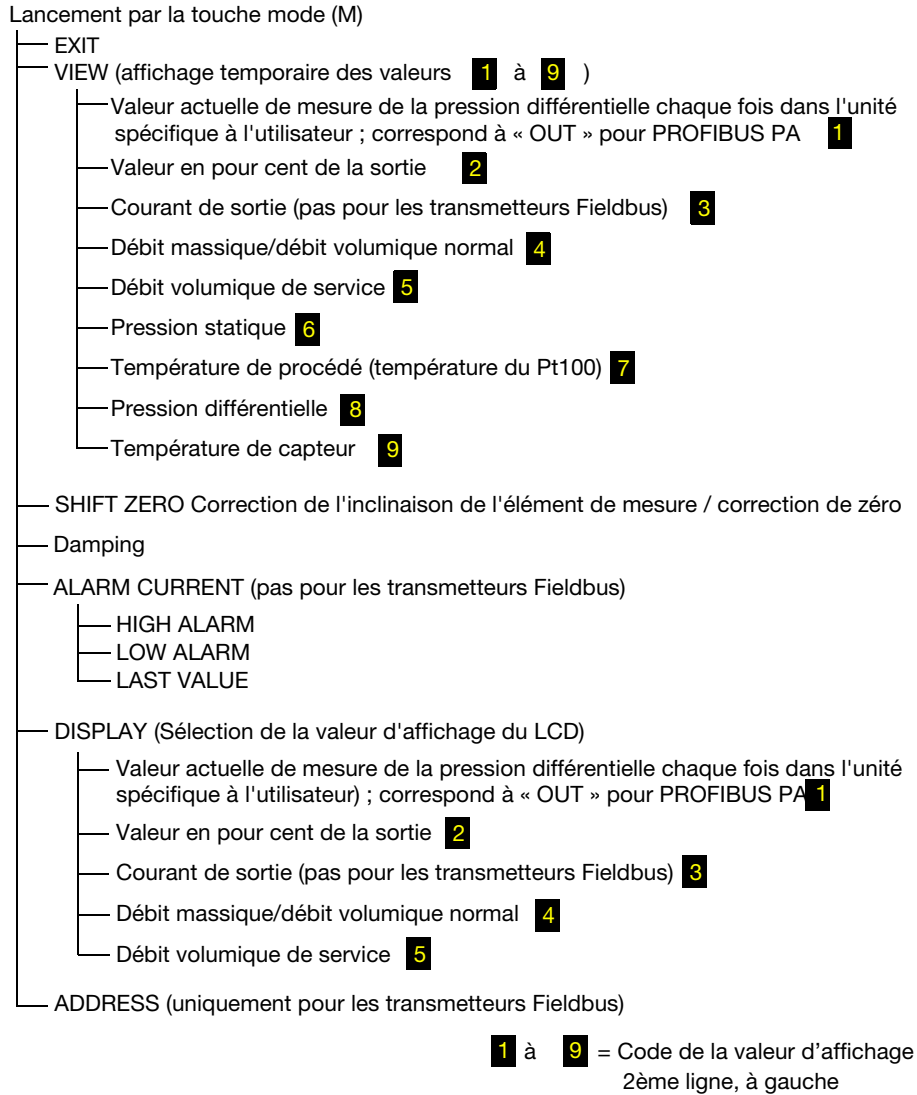 Lancement par la touche mode (M)
EXIT
VIEW (affichage temporaire des valeurs 1 à 9 )
Valeur actuelle de mesure de la pression différentielle chaque fois dans l'unité
spécifique à l'utilisateur ; correspond à « OUT » pour PROFIBUS PA 1
Valeur en pour cent de la sortie 2
Courant de sortie (pas pour les transmetteurs Fieldbus) 3
Débit massique/débit volumique normal 4
Débit volumique de service 5
Pression statique 6
Température de procédé (température du Pt100) 7
Pression différentielle 8
Température de capteur 9
SHIFT ZERO Correction de l'inclinaison de l'élément de mesure / correction de zéro
Damping
ALARM CURRENT (pas pour les transmetteurs Fieldbus)
HIGH ALARM
LOW ALARM
LAST VALUE
DISPLAY (Sélection de la valeur d'affichage du LCD)
Valeur actuelle de mesure de la pression différentielle chaque fois dans l'unité
spécifique à l'utilisateur) ; correspond à « OUT » pour PROFIBUS PA 1
Valeur en pour cent de la sortie 2
Courant de sortie (pas pour les transmetteurs Fieldbus) 3
Débit massique/débit volumique normal 4
Débit volumique de service 5
ADDRESS (uniquement pour les transmetteurs Fieldbus)
1 à 9 = Code de la valeur d’affichage
2ème ligne, à gauche